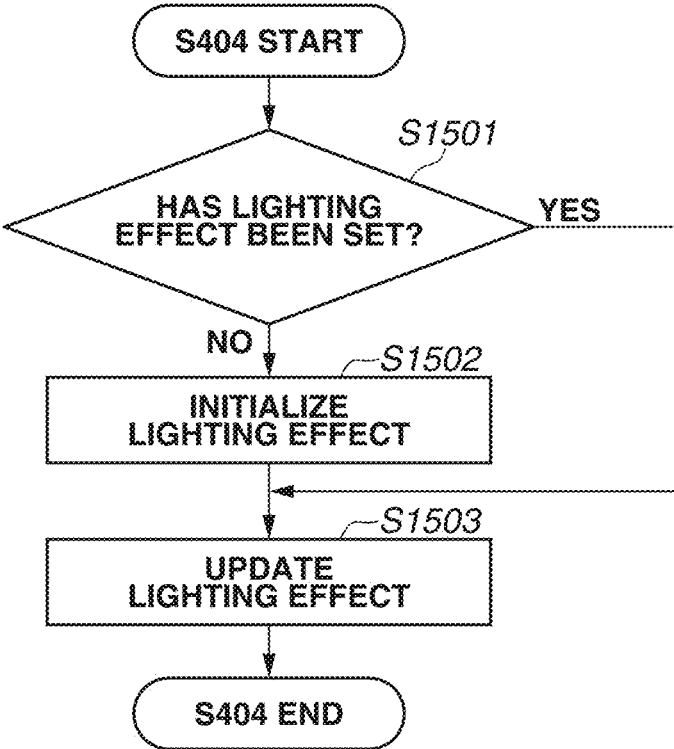 S404 START
S1501
HAS LIGHTING
EFFECT BEEN SET?
YES
NO
S1502
INITIALIZE
LIGHTING EFFECT
S1503
UPDATE
LIGHTING EFFECT
S404 END